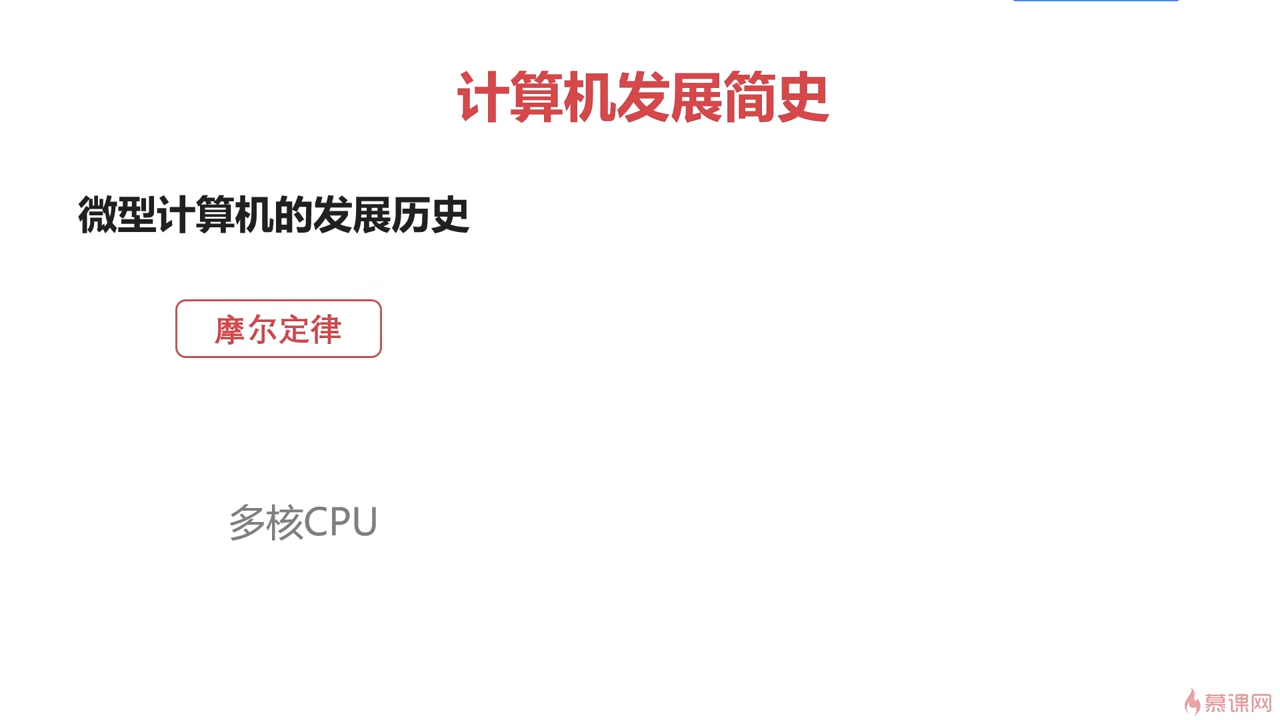 计算机发展简史
微型计算机的发展历史
摩尔定律
多核CPU
慕课网